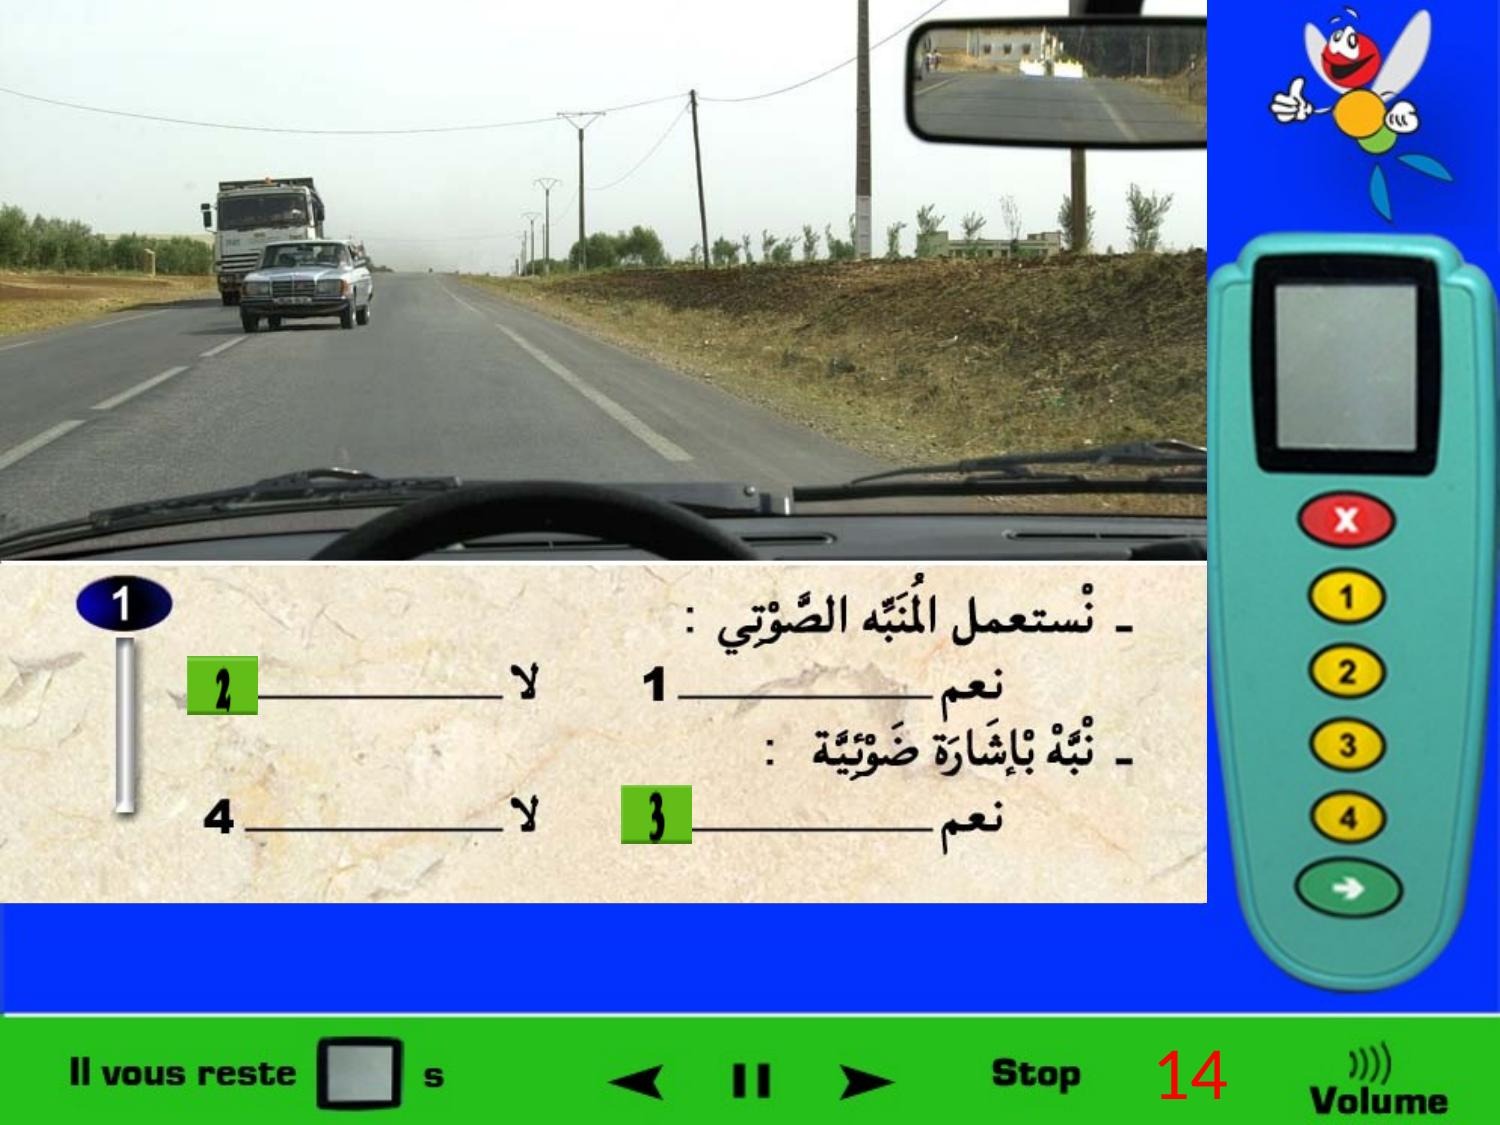 1
ـ نْستعمل المُنَبِّه الصَّوْتِي :
نعم 1 لا 2
ـ نْبَّهْ بْإشَارَة ضَوْئِيَّة :
نعم 3 لا 4
X
1
2
3
4
Il vous reste s
Stop
14
Volume